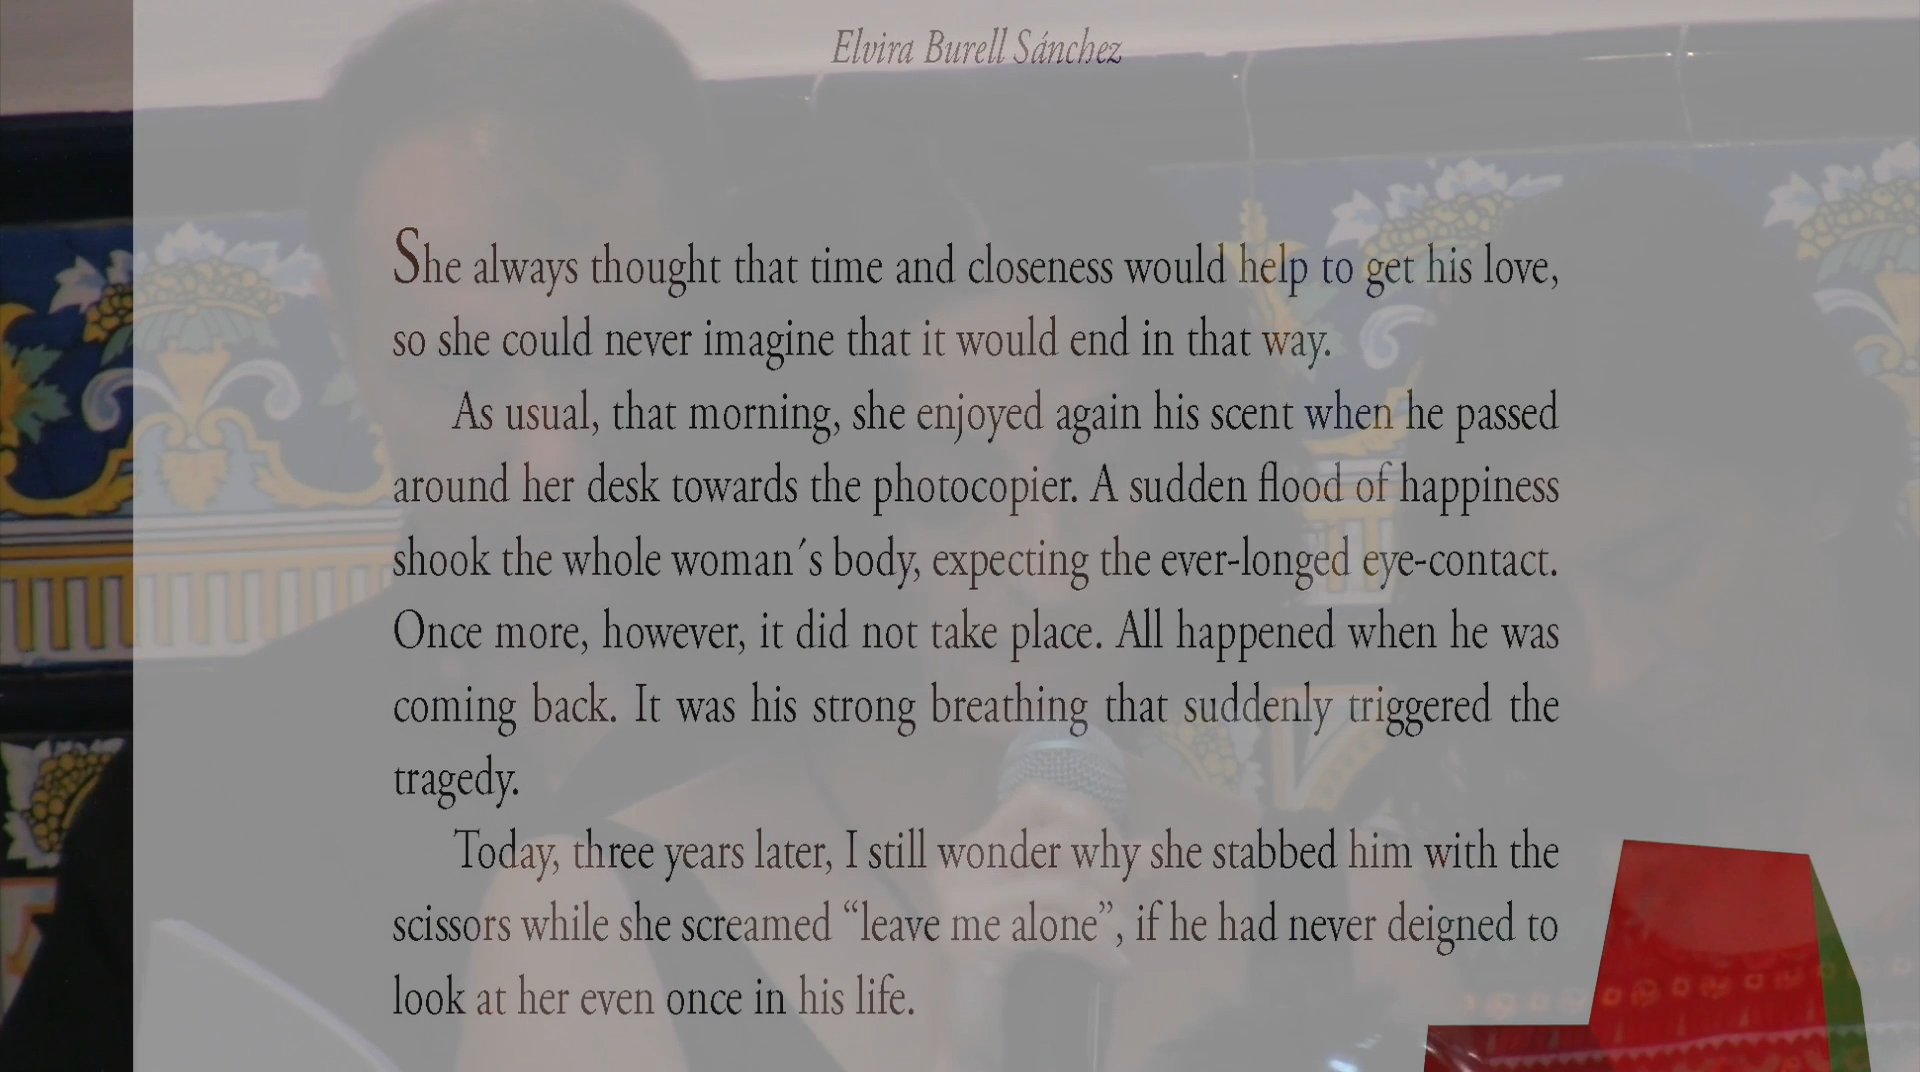 Elvira Burell Sánchez
She always thought that time and closeness would help to get his love,
so she could never imagine that it would end in that way.
As usual, that morning, she enjoyed again his scent when he passed
around her desk towards the photocopier. A sudden flood of happiness
shook the whole woman´s body, expecting the ever-longed eye-contact.
Once more, however, it did not take place. All happened when he was
coming back. It was his strong breathing that suddenly triggered the
tragedy.
Today, three years later, I still wonder why she stabbed him with the
scissors while she screamed “leave me alone”, if he had never deigned to
look at her even once in his life.